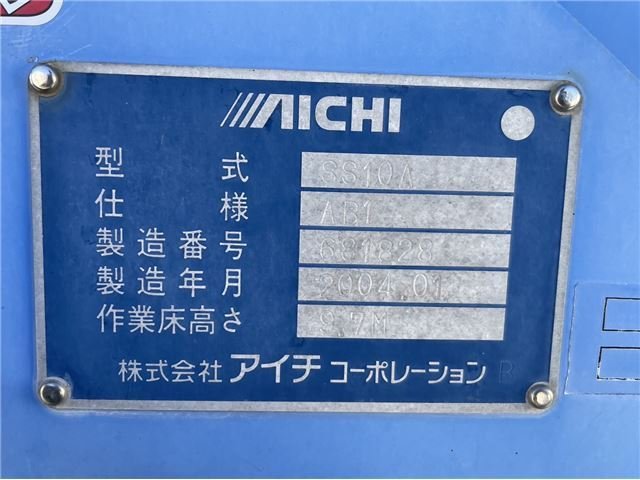 AICHI
型式 SS10A
仕様 AB1
製造番号 681828
製造年月 2004.01
作業床高さ 9.7M
株式会社 アイチ コーポレーション B